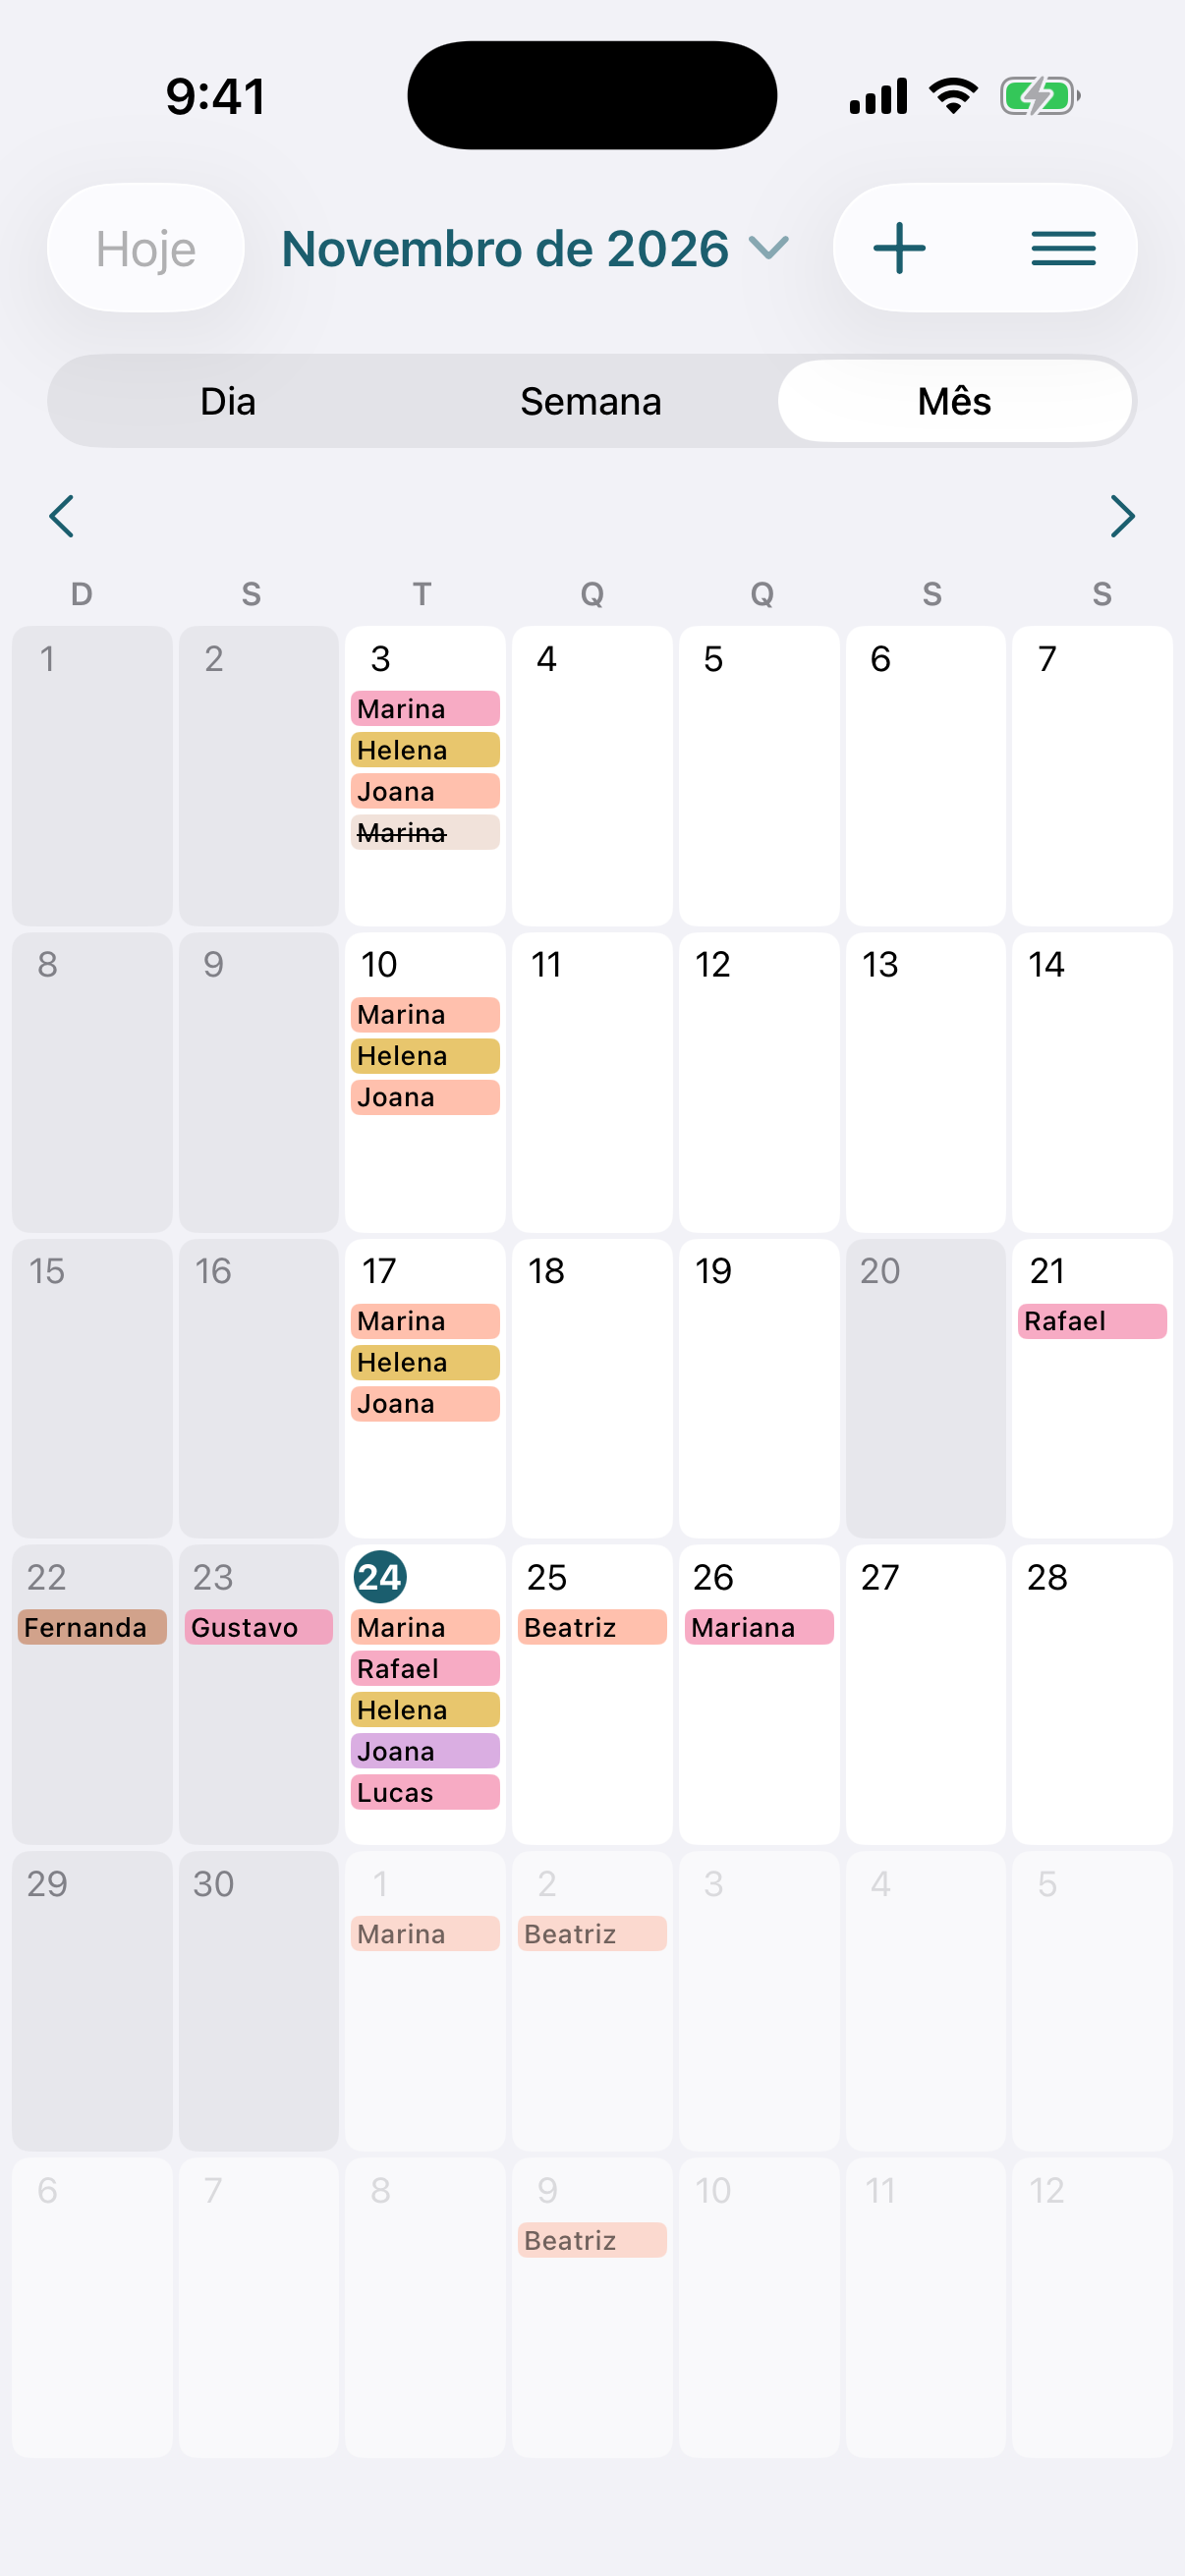 9:41
Hoje Novembro de 2026
Dia Semana Mês
D S T Q Q S S
1 2 3 4 5 6 7
Marina
Helena
Joana
Marina
8 9 10 11 12 13 14
Marina
Helena
Joana
15 16 17 18 19 20 21
Marina Rafael
Helena
Joana
22 23 24 25 26 27 28
Fernanda Gustavo Marina Beatriz Mariana
Rafael
Helena
Joana
Lucas
29 30 1 2 3 4 5
Marina Beatriz
6 7 8 9 10 11 12
Beatriz